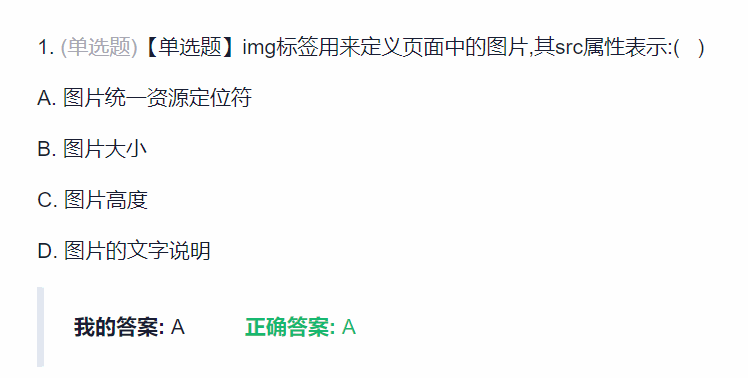 1. (单选题)【单选题】img标签用来定义页面中的图片,其src属性表示:(   )
A. 图片统一资源定位符
B. 图片大小
C. 图片高度
D. 图片的文字说明
我的答案: A 正确答案: A